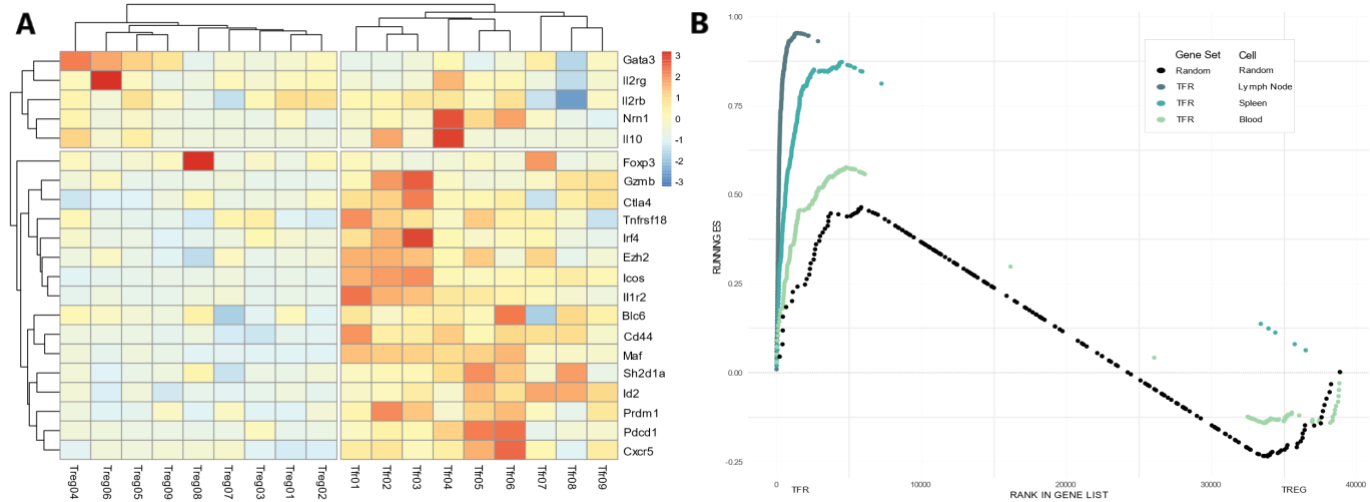 A
Gata3
Il2rg
Il2rb
Nrn1
Il10
Foxp3
Gzmb
Ctla4
Tnfrsf18
Irf4
Ezh2
Icos
Il1r2
Blc6
Cd44
Maf
Sh2d1a
Id2
Prdm1
Pdcd1
Cxcr5
3
2
1
0
-1
-2
-3
Treg04
Treg06
Treg05
Treg09
Treg08
Treg07
Treg03
Treg01
Treg02
Tfr01
Tfr02
Tfr03
Tfr04
Tfr05
Tfr06
Tfr07
Tfr08
Tfr09
B
1.00
0.75
0.50
0.25
0.00
-0.25
RUNNING ES
Gene Set Cell
Random Random
TFR Lymph Node
TFR Spleen
TFR Blood
0 10000 20000 30000 40000
TFR RANK IN GENE LIST TREG